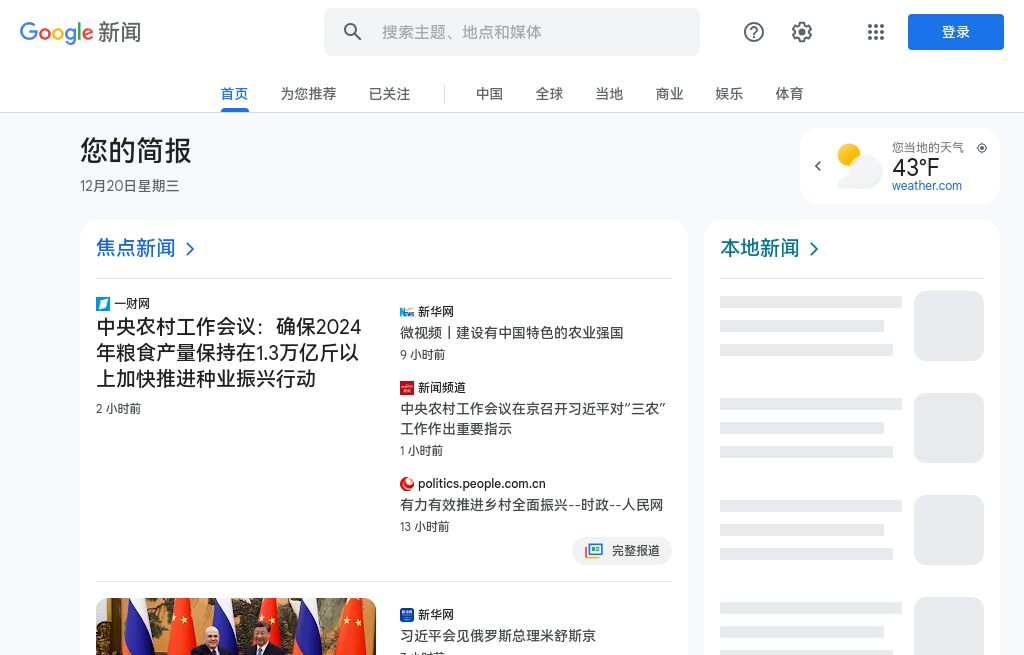 Google 新闻
搜索主题、地点和媒体
登录
首页
为您推荐
已关注
中国
全球
当地
商业
娱乐
体育
您的简报
12月20日星期三
您当地的天气
43°F
weather.com
焦点新闻
一财网
中央农村工作会议：确保2024
年粮食产量保持在1.3万亿斤以
上加快推进种业振兴行动
2 小时前
新华网
微视频丨建设有中国特色的农业强国
9 小时前
新闻频道
中央农村工作会议在京召开习近平对“三农”
工作作出重要指示
1 小时前
politics.people.com.cn
有力有效推进乡村全面振兴--时政--人民网
13 小时前
完整报道
新华网
习近平会见俄罗斯总理米舒斯京
本地新闻